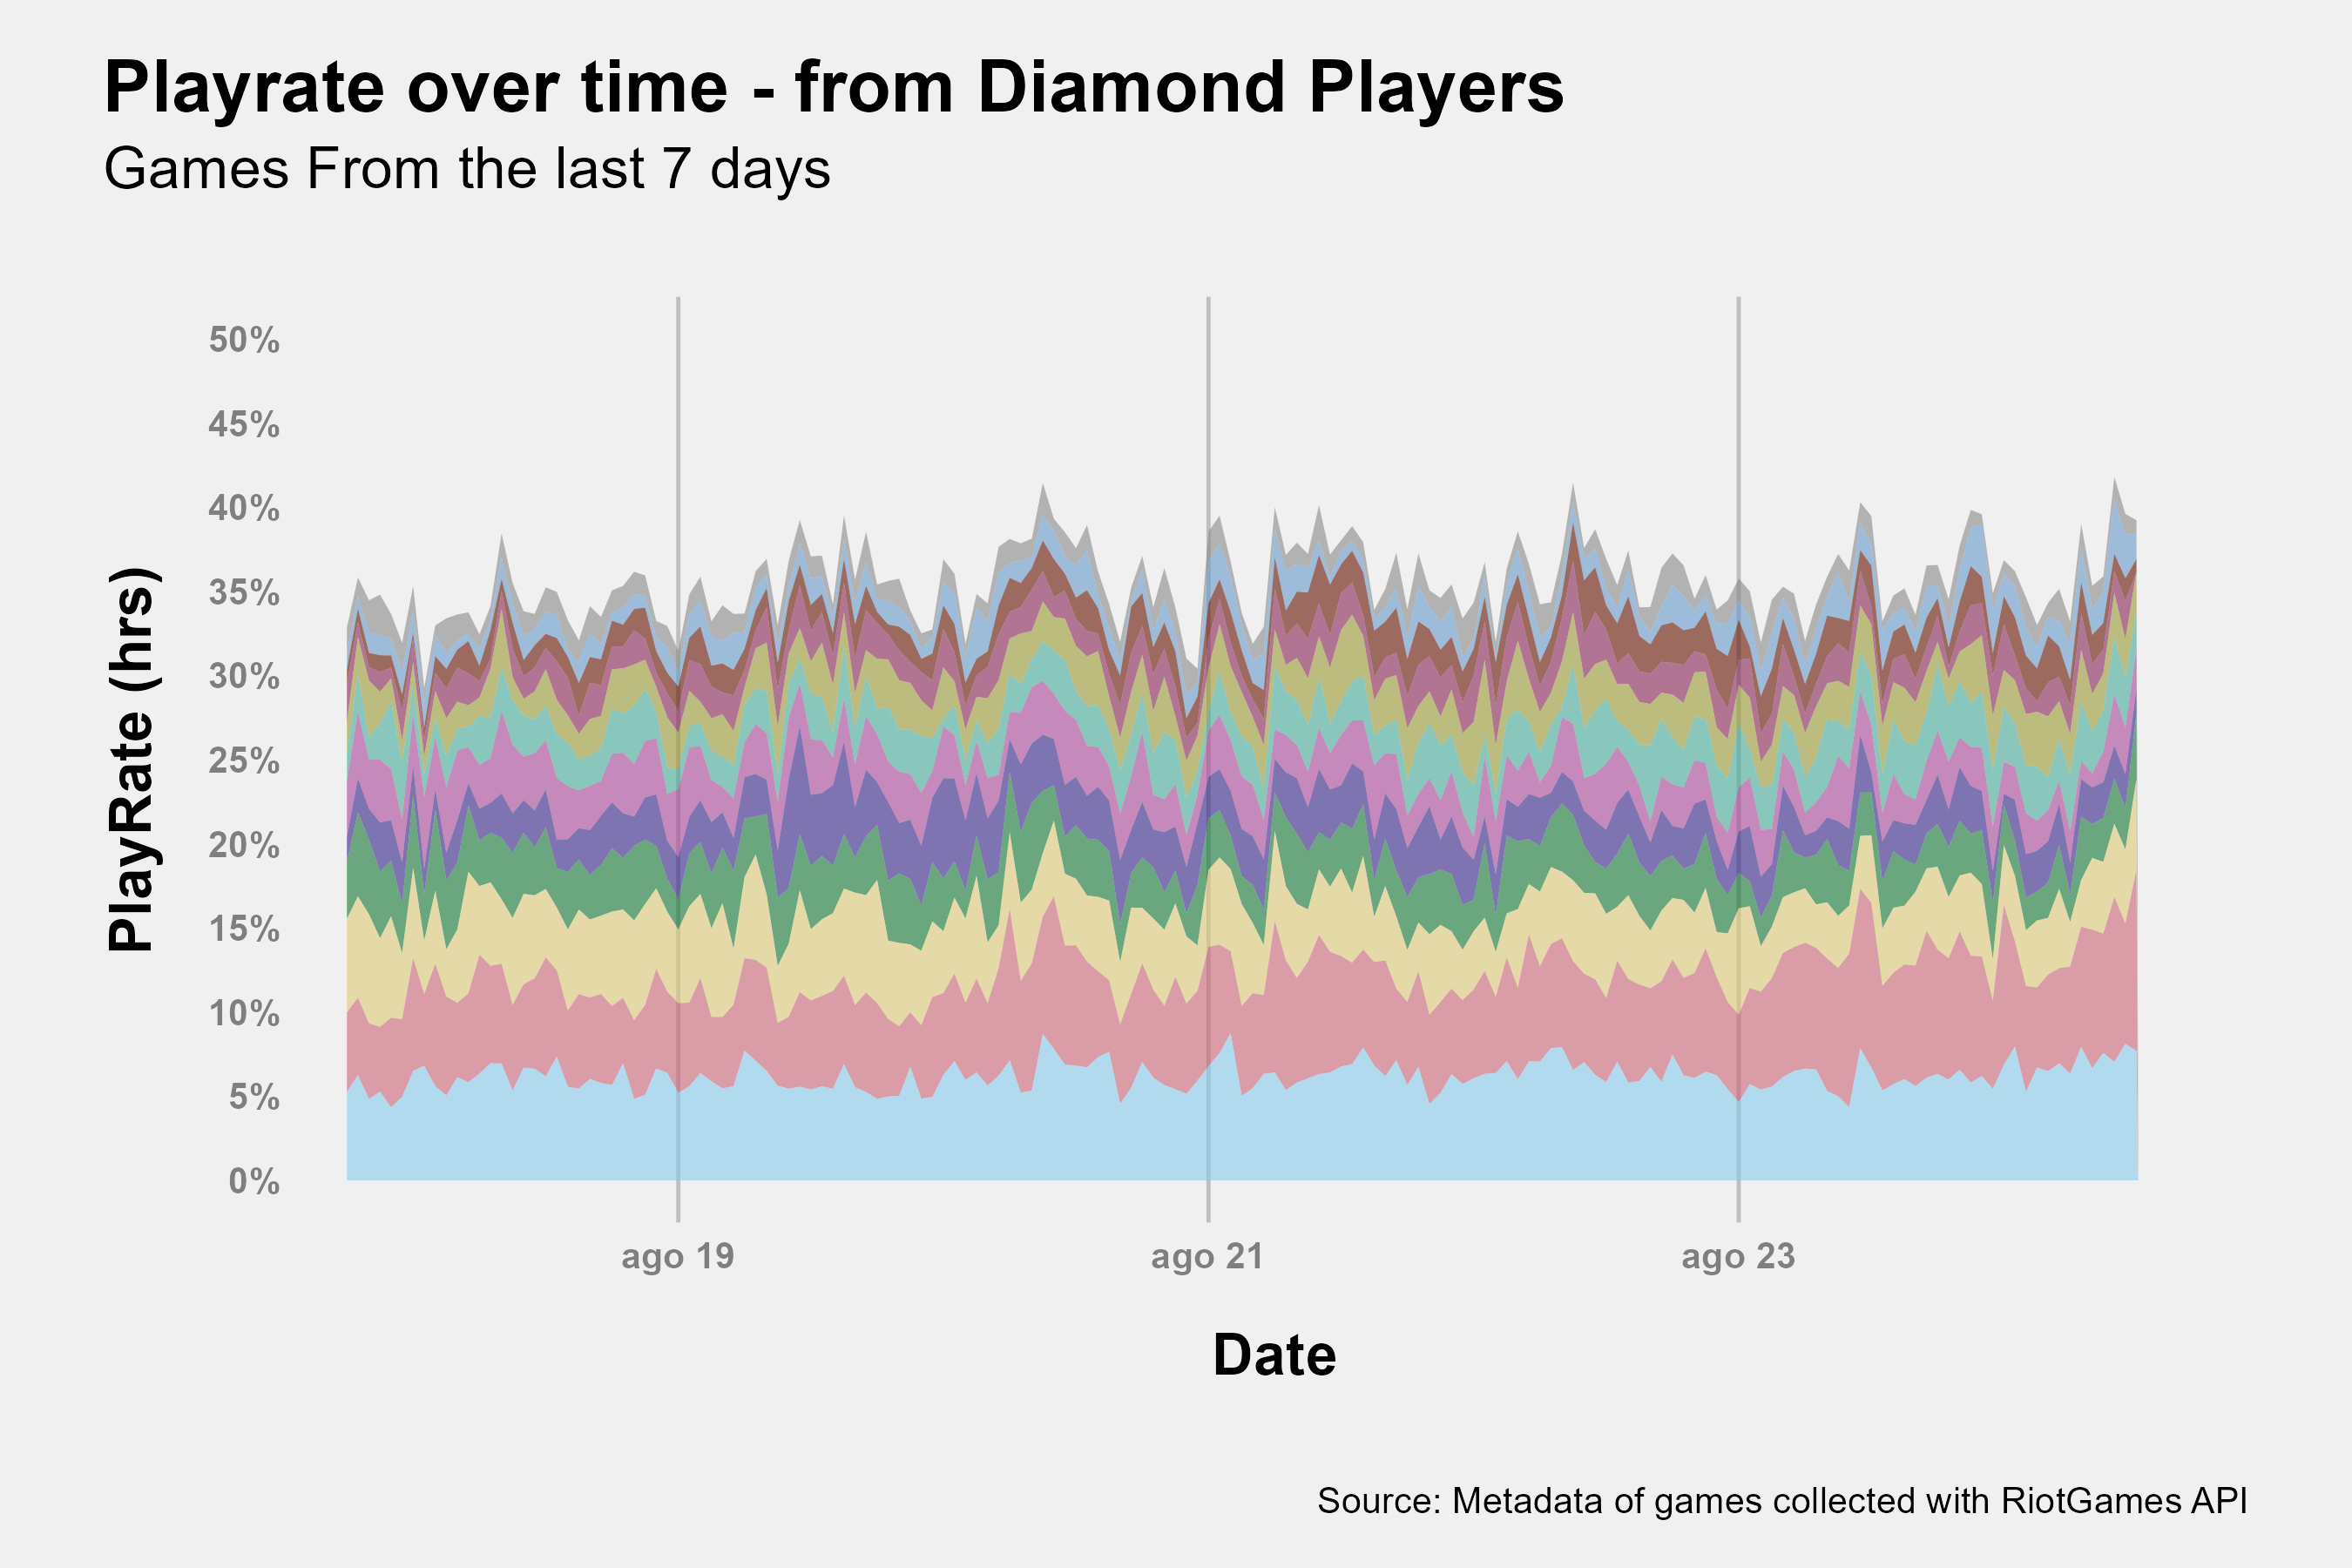 Playrate over time - from Diamond Players
Games From the last 7 days
PlayRate (hrs)
50%
45%
40%
35%
30%
25%
20%
15%
10%
5%
0%
ago 19
ago 21
ago 23
Date
Source: Metadata of games collected with RiotGames API